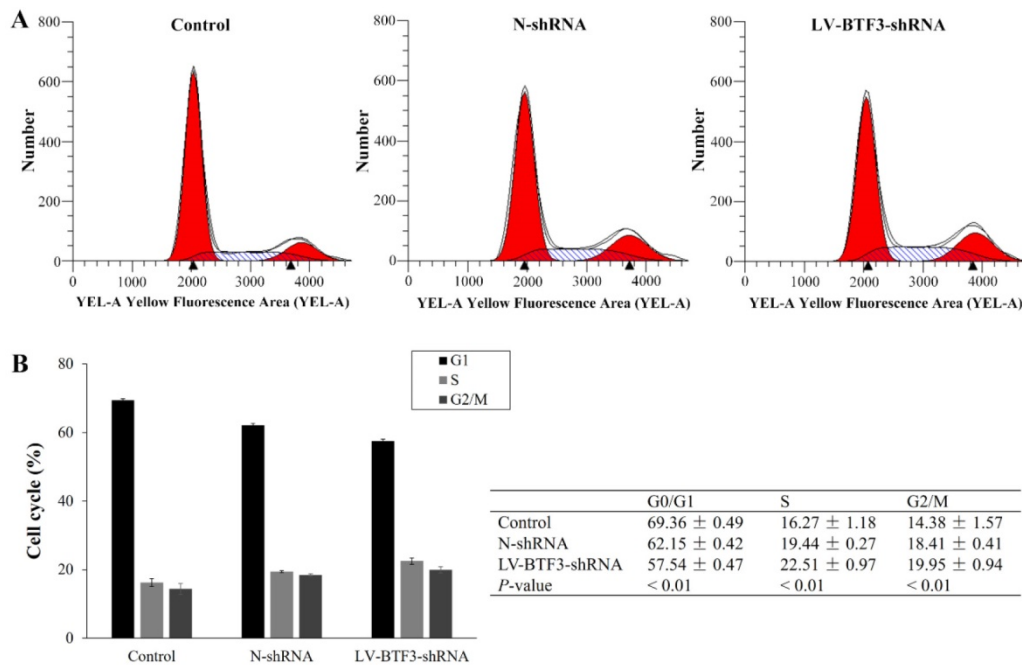 A
Control
N-shRNA
LV-BTF3-shRNA
800
600
400
200
0
Number
0 1000 2000 3000 4000
YEL-A Yellow Fluorescence Area (YEL-A)
800
600
400
200
0
Number
0 1000 2000 3000 4000
YEL-A Yellow Fluorescence Area (YEL-A)
800
600
400
200
0
Number
0 1000 2000 3000 4000
YEL-A Yellow Fluorescence Area (YEL-A)
B
80
60
40
20
0
Cell cycle (%)
G1
S
G2/M
Control N-shRNA LV-BTF3-shRNA
G0/G1 S G2/M
Control 69.36 ± 0.49 16.27 ± 1.18 14.38 ± 1.57
N-shRNA 62.15 ± 0.42 19.44 ± 0.27 18.41 ± 0.41
LV-BTF3-shRNA 57.54 ± 0.47 22.51 ± 0.97 19.95 ± 0.94
P-value < 0.01 < 0.01 < 0.01